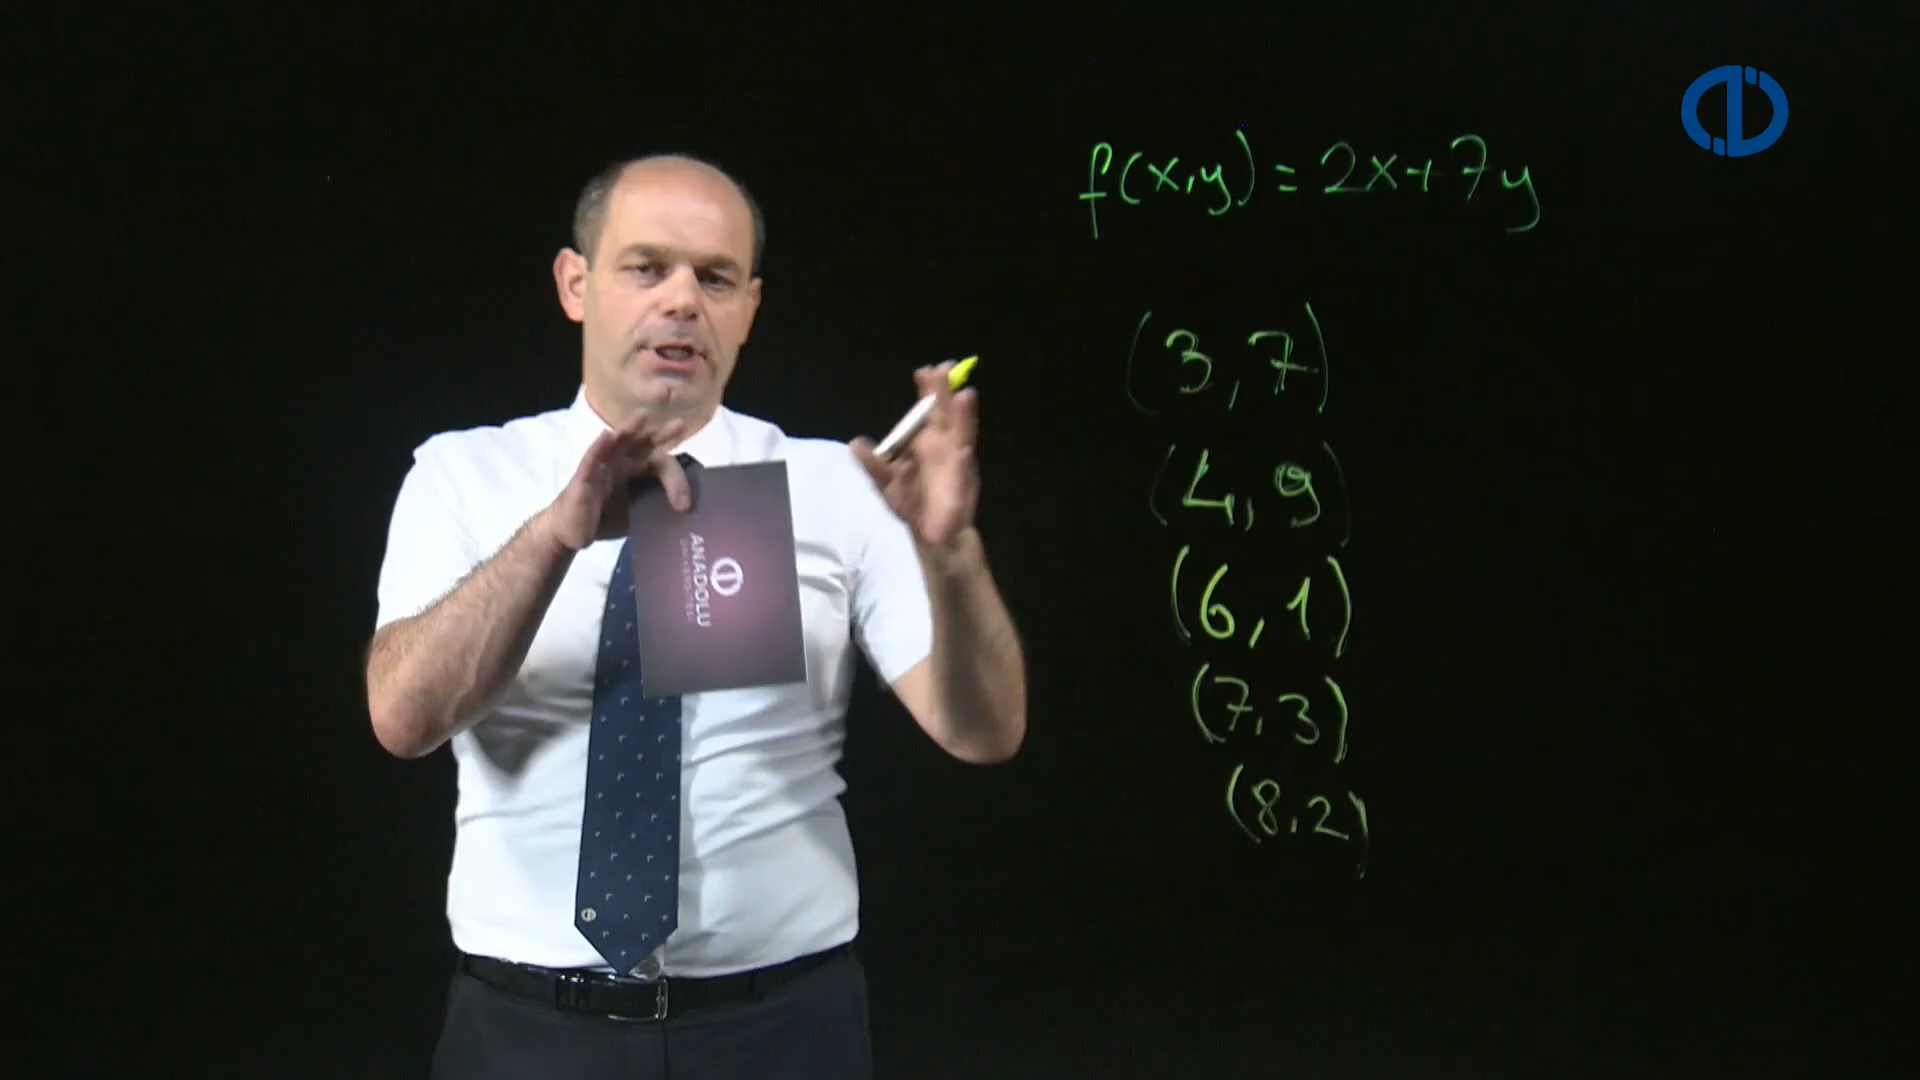 f(x,y) = 2x+7y
(3,7)
(4,9)
(6,1)
(7,3)
(8,2)
ANADOLU